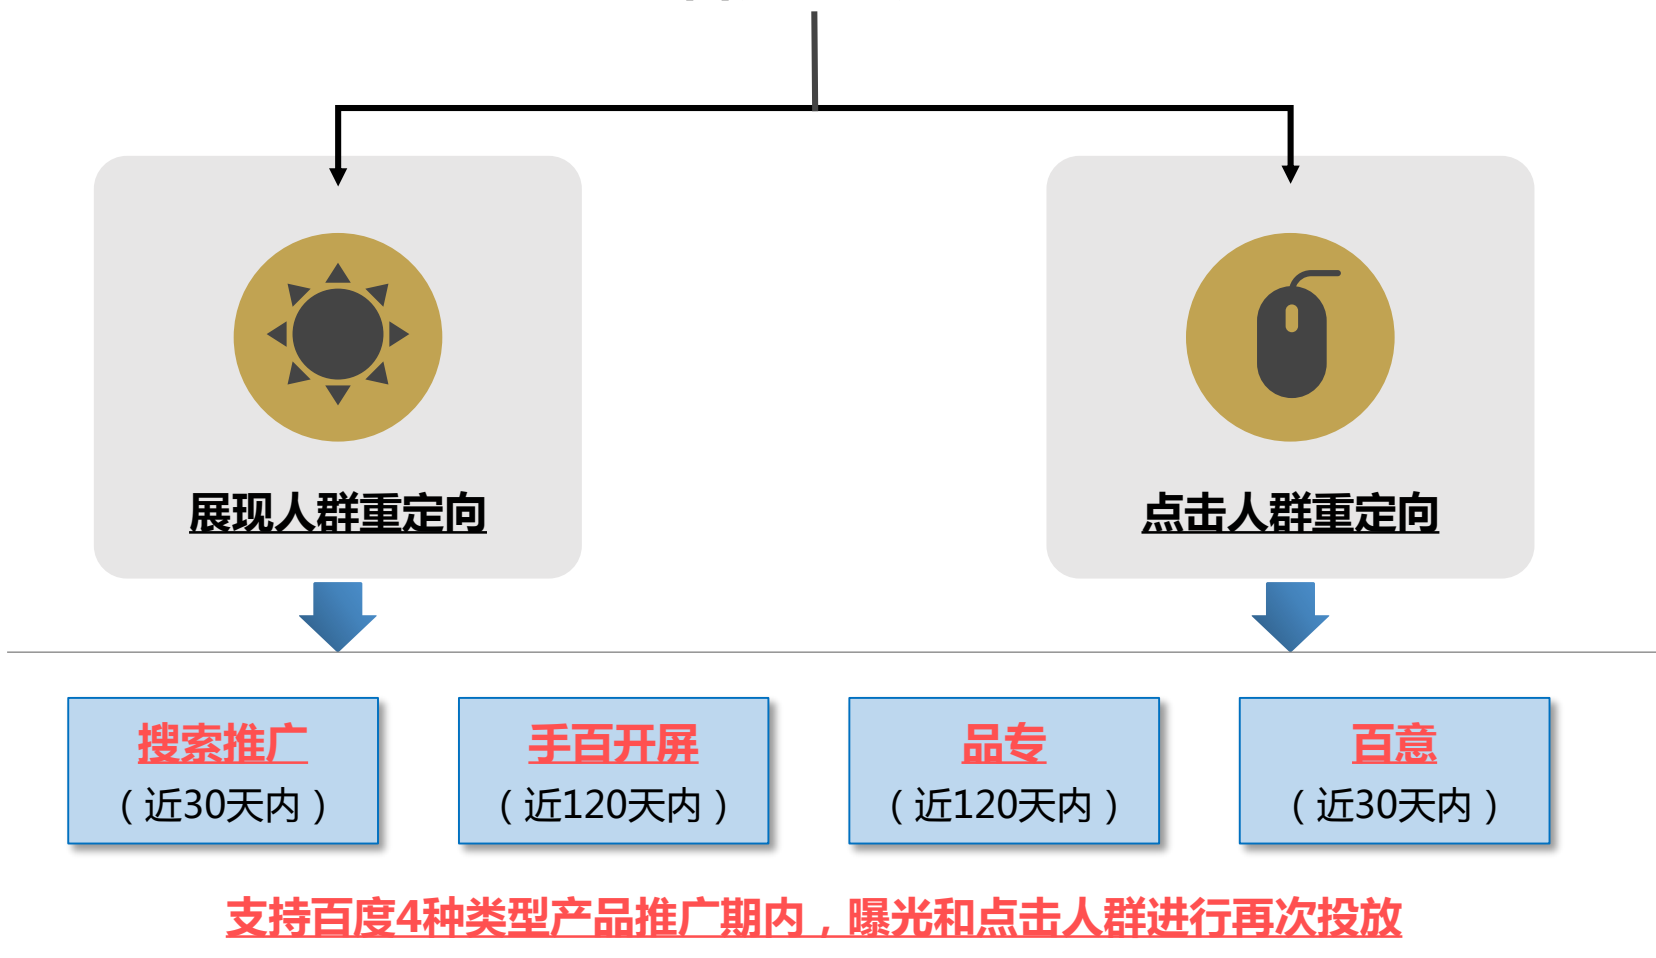 展现人群重定向
点击人群重定向
搜索推广
（近30天内）
手百开屏
（近120天内）
品专
（近120天内）
百意
（近30天内）
支持百度4种类型产品推广期内，曝光和点击人群进行再次投放